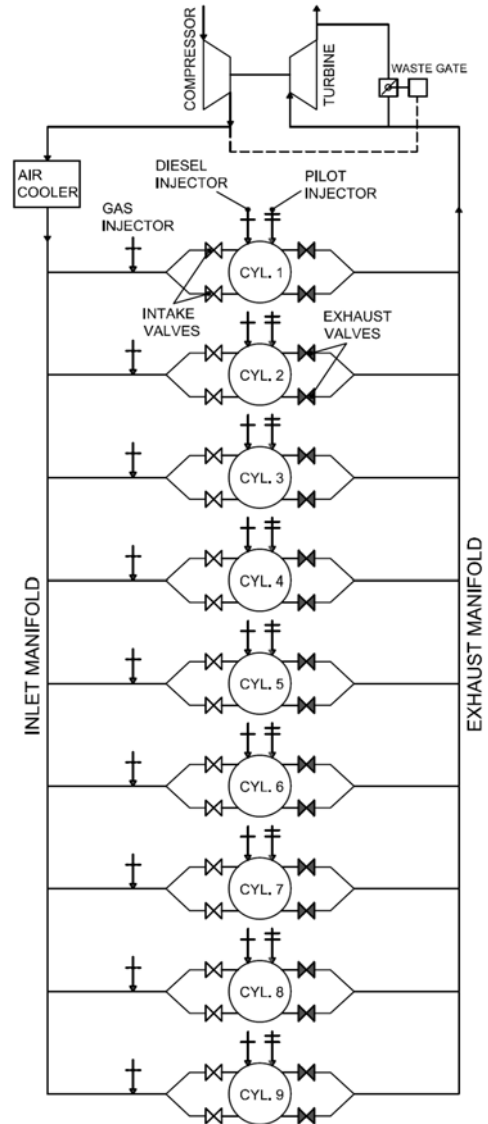 COMPRESSOR
TURBINE
WASTE GATE
AIR
COOLER
DIESEL
INJECTOR
PILOT
INJECTOR
GAS
INJECTOR
CYL. 1
INTAKE
VALVES
EXHAUST
VALVES
CYL. 2
CYL. 3
CYL. 4
CYL. 5
CYL. 6
CYL. 7
CYL. 8
CYL. 9
INLET MANIFOLD
EXHAUST MANIFOLD